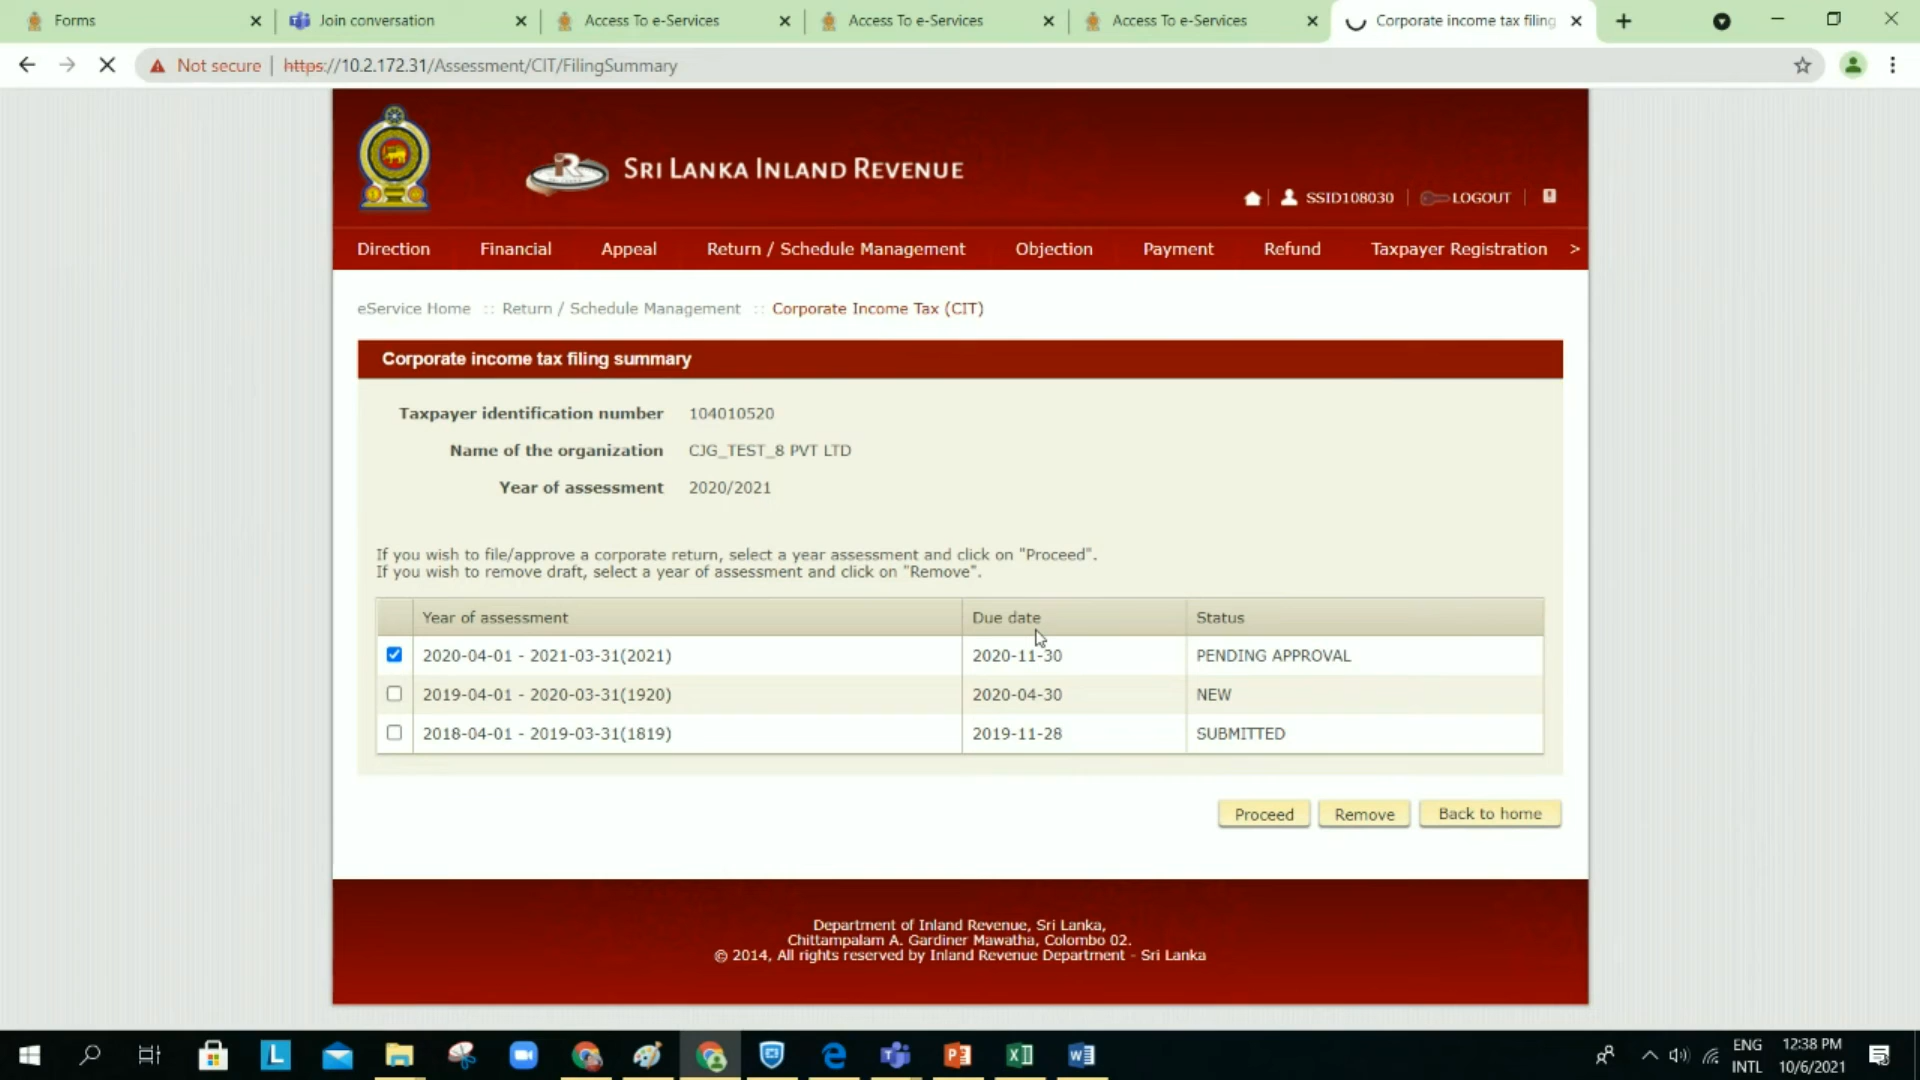 Forms
Join conversation
Access To e-Services
Access To e-Services
Access To e-Services
Corporate income tax filing
Not secure | https://10.2.172.31/Assessment/CIT/FilingSummary
SRI LANKA INLAND REVENUE
SSID108030
LOGOUT
Direction Financial Appeal Return / Schedule Management Objection Payment Refund Taxpayer Registration >
eService Home :: Return / Schedule Management :: Corporate Income Tax (CIT)
Corporate income tax filing summary
Taxpayer identification number 104010520
Name of the organization CJG_TEST_8 PVT LTD
Year of assessment 2020/2021
If you wish to file/approve a corporate return, select a year assessment and click on "Proceed".
If you wish to remove draft, select a year of assessment and click on "Remove".
Year of assessment Due date Status
2020-04-01 - 2021-03-31(2021) 2020-11-30 PENDING APPROVAL
2019-04-01 - 2020-03-31(1920) 2020-04-30 NEW
2018-04-01 - 2019-03-31(1819) 2019-11-28 SUBMITTED
Proceed Remove Back to home
Department of Inland Revenue, Sri Lanka,
Chittampalam A. Gardiner Mawatha, Colombo 02.
© 2014, All rights reserved by Inland Revenue Department - Sri Lanka
ENG 12:38 PM
INTL 10/6/2021